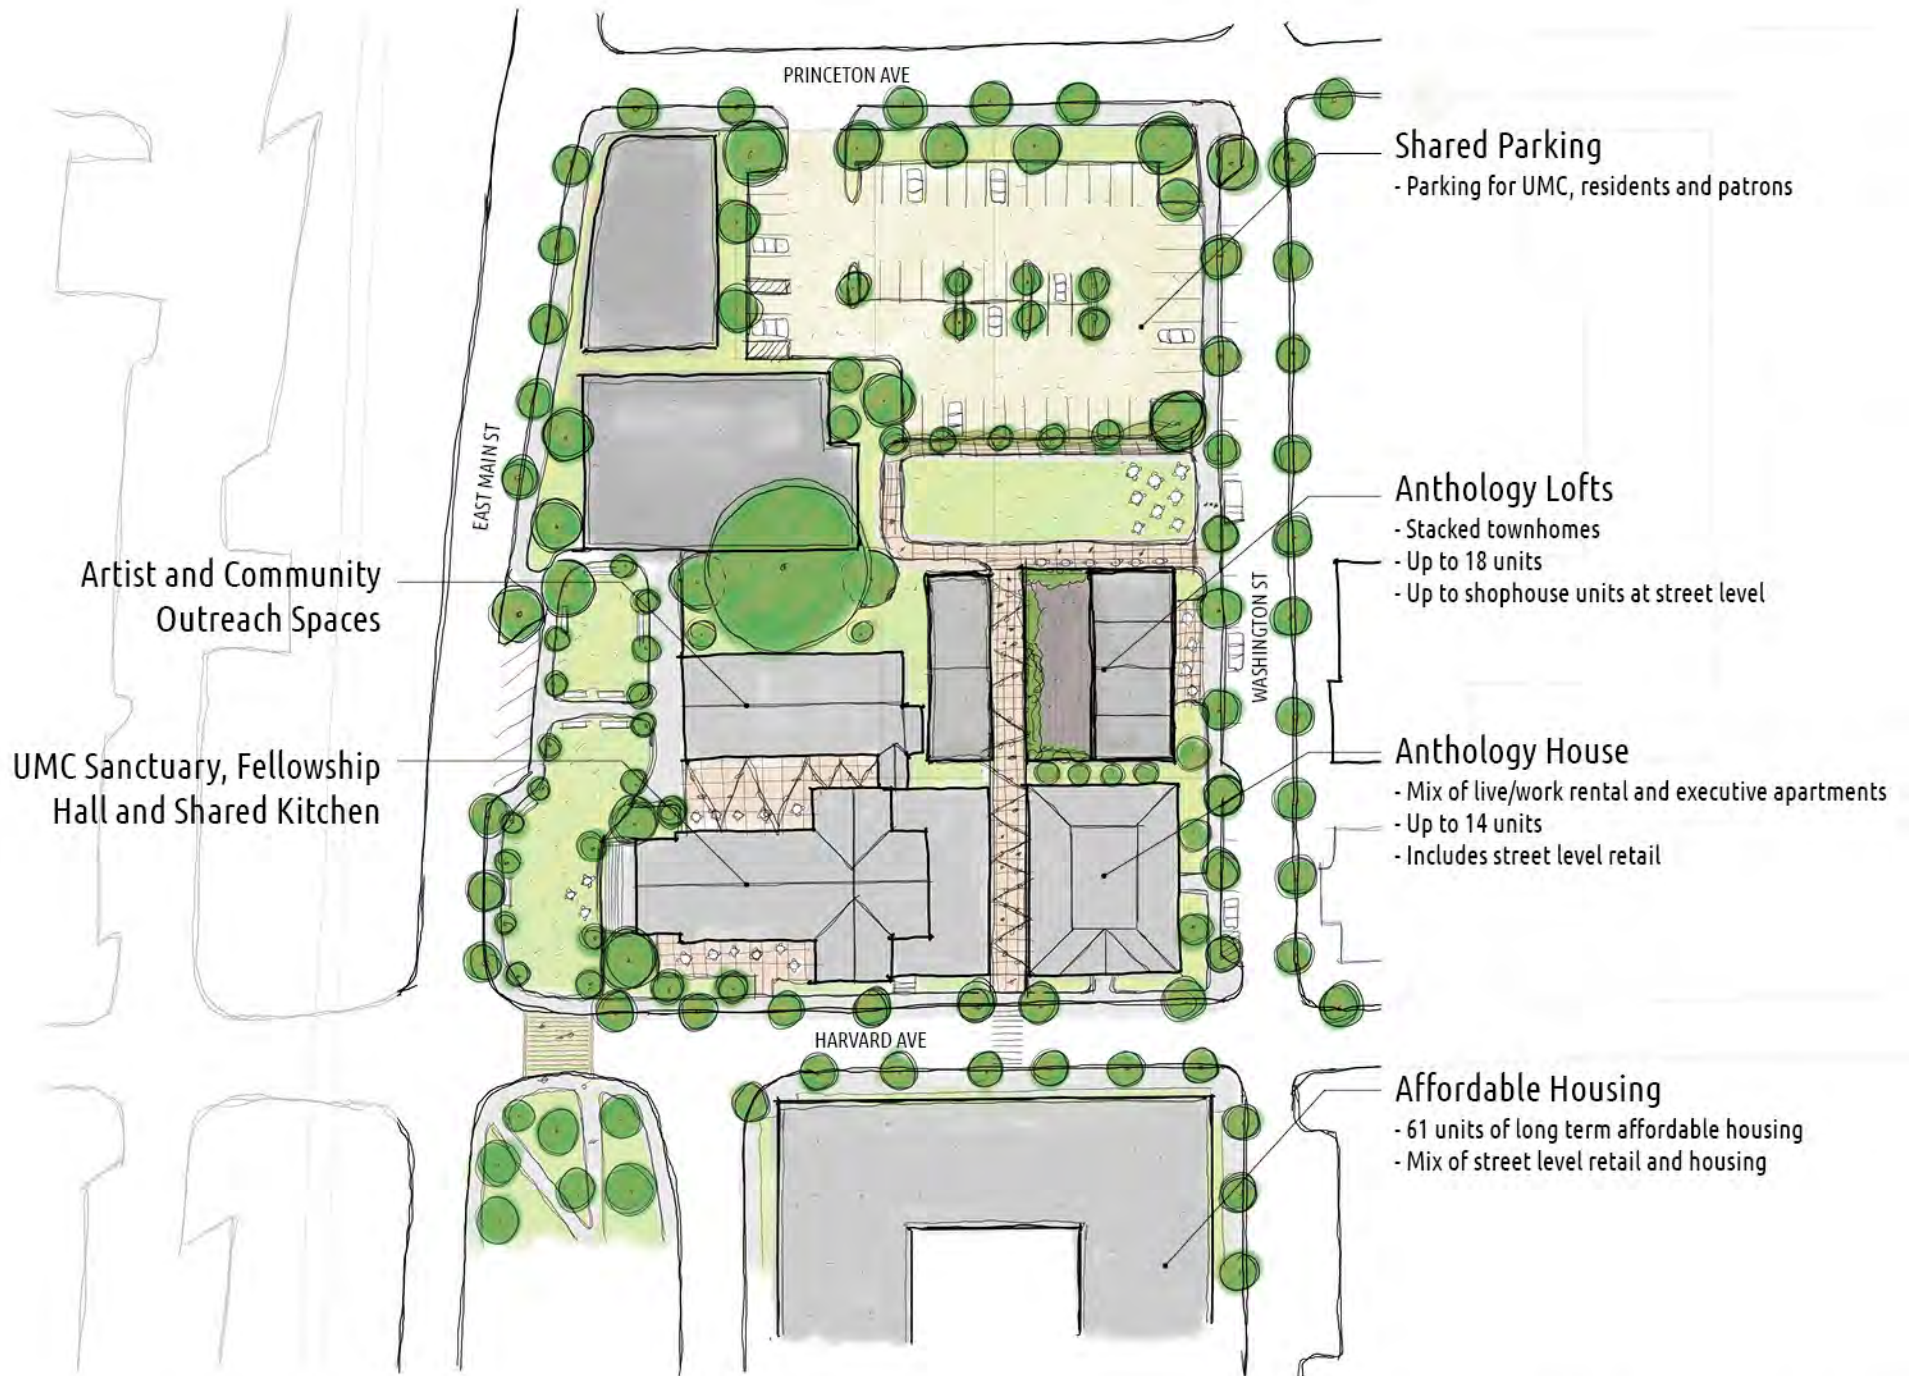 PRINCETON AVE
Shared Parking
- Parking for UMC, residents and patrons
EAST MAIN ST
Anthology Lofts
- Stacked townhomes
- Up to 18 units
- Up to shophouse units at street level
Artist and Community
Outreach Spaces
WASHINGTON ST
UMC Sanctuary, Fellowship
Hall and Shared Kitchen
Anthology House
- Mix of live/work rental and executive apartments
- Up to 14 units
- Includes street level retail
HARVARD AVE
Affordable Housing
- 61 units of long term affordable housing
- Mix of street level retail and housing